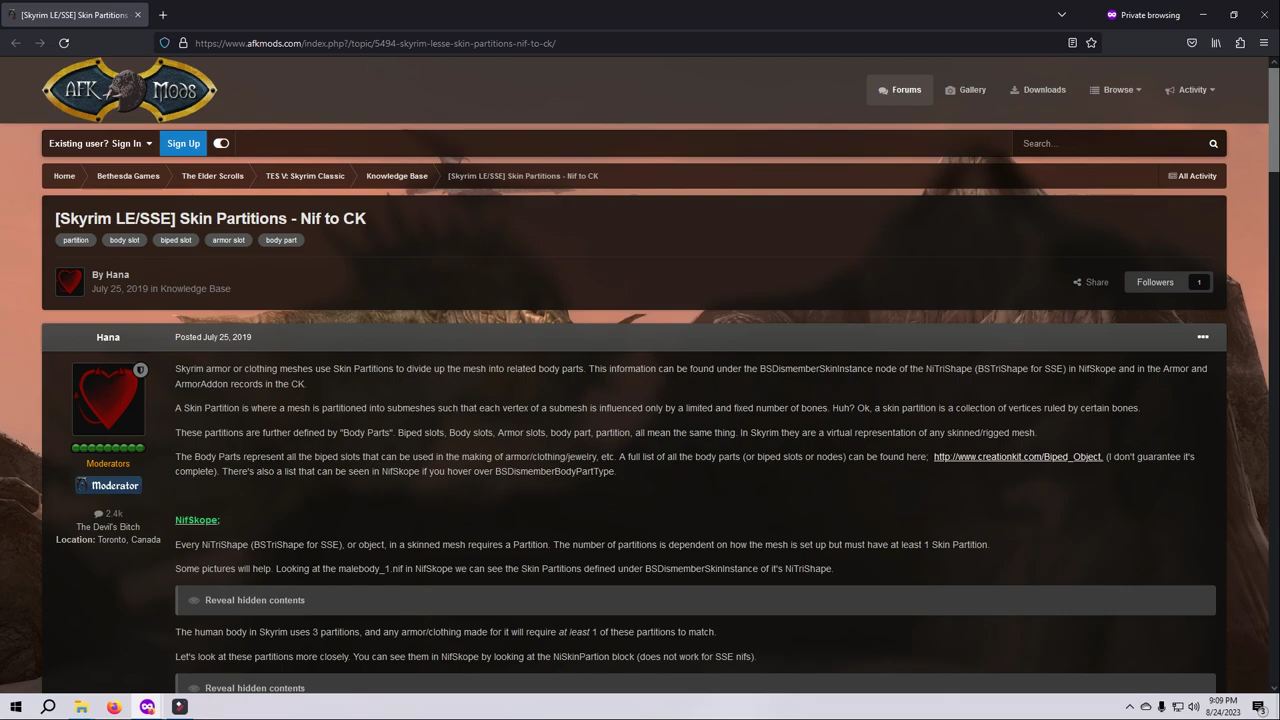 [Skyrim LE/SSE] Skin Partitions
Private browsing
https://www.afkmods.com/index.php?/topic/5494-skyrim-lesse-skin-partitions-nif-to-ck/
AFK MODS
Forums
Gallery
Downloads
Browse
Activity
Existing user? Sign In
Sign Up
Search...
Home
Bethesda Games
The Elder Scrolls
TES V: Skyrim Classic
Knowledge Base
[Skyrim LE/SSE] Skin Partitions - Nif to CK
All Activity
[Skyrim LE/SSE] Skin Partitions - Nif to CK
partition
body slot
biped slot
armor slot
body part
By Hana
July 25, 2019 in Knowledge Base
Share
Followers
1
Hana
Posted July 25, 2019
Moderators
Moderator
2.4k
The Devil's Bitch
Location: Toronto, Canada
Skyrim armor or clothing meshes use Skin Partitions to divide up the mesh into related body parts. This information can be found under the BSDismemberSkinInstance node of the NiTriShape (BSTriShape for SSE) in NifSkope and in the Armor and
ArmorAddon records in the CK.
A Skin Partition is where a mesh is partitioned into submeshes such that each vertex of a submesh is influenced only by a limited and fixed number of bones. Huh? Ok, a skin partition is a collection of vertices ruled by certain bones.
These partitions are further defined by "Body Parts". Biped slots, Body slots, Armor slots, body part, partition, all mean the same thing. In Skyrim they are a virtual representation of any skinned/rigged mesh.
The Body Parts represent all the biped slots that can be used in the making of armor/clothing/jewelry, etc. A full list of all the body parts (or biped slots or nodes) can be found here; http://www.creationkit.com/Biped_Object. (I don't guarantee it's
complete). There's also a list that can be seen in NifSkope if you hover over BSDismemberBodyPartType.
NifSkope;
Every NiTriShape (BSTriShape for SSE), or object, in a skinned mesh requires a Partition. The number of partitions is dependent on how the mesh is set up but must have at least 1 Skin Partition.
Some pictures will help. Looking at the malebody_1.nif in NifSkope we can see the Skin Partitions defined under BSDismemberSkinInstance of it's NiTriShape.
Reveal hidden contents
The human body in Skyrim uses 3 partitions, and any armor/clothing made for it will require at least 1 of these partitions to match.
Let's look at these partitions more closely. You can see them in NifSkope by looking at the NiSkinPartion block (does not work for SSE nifs).
Reveal hidden contents
9:09 PM
8/24/2023
3